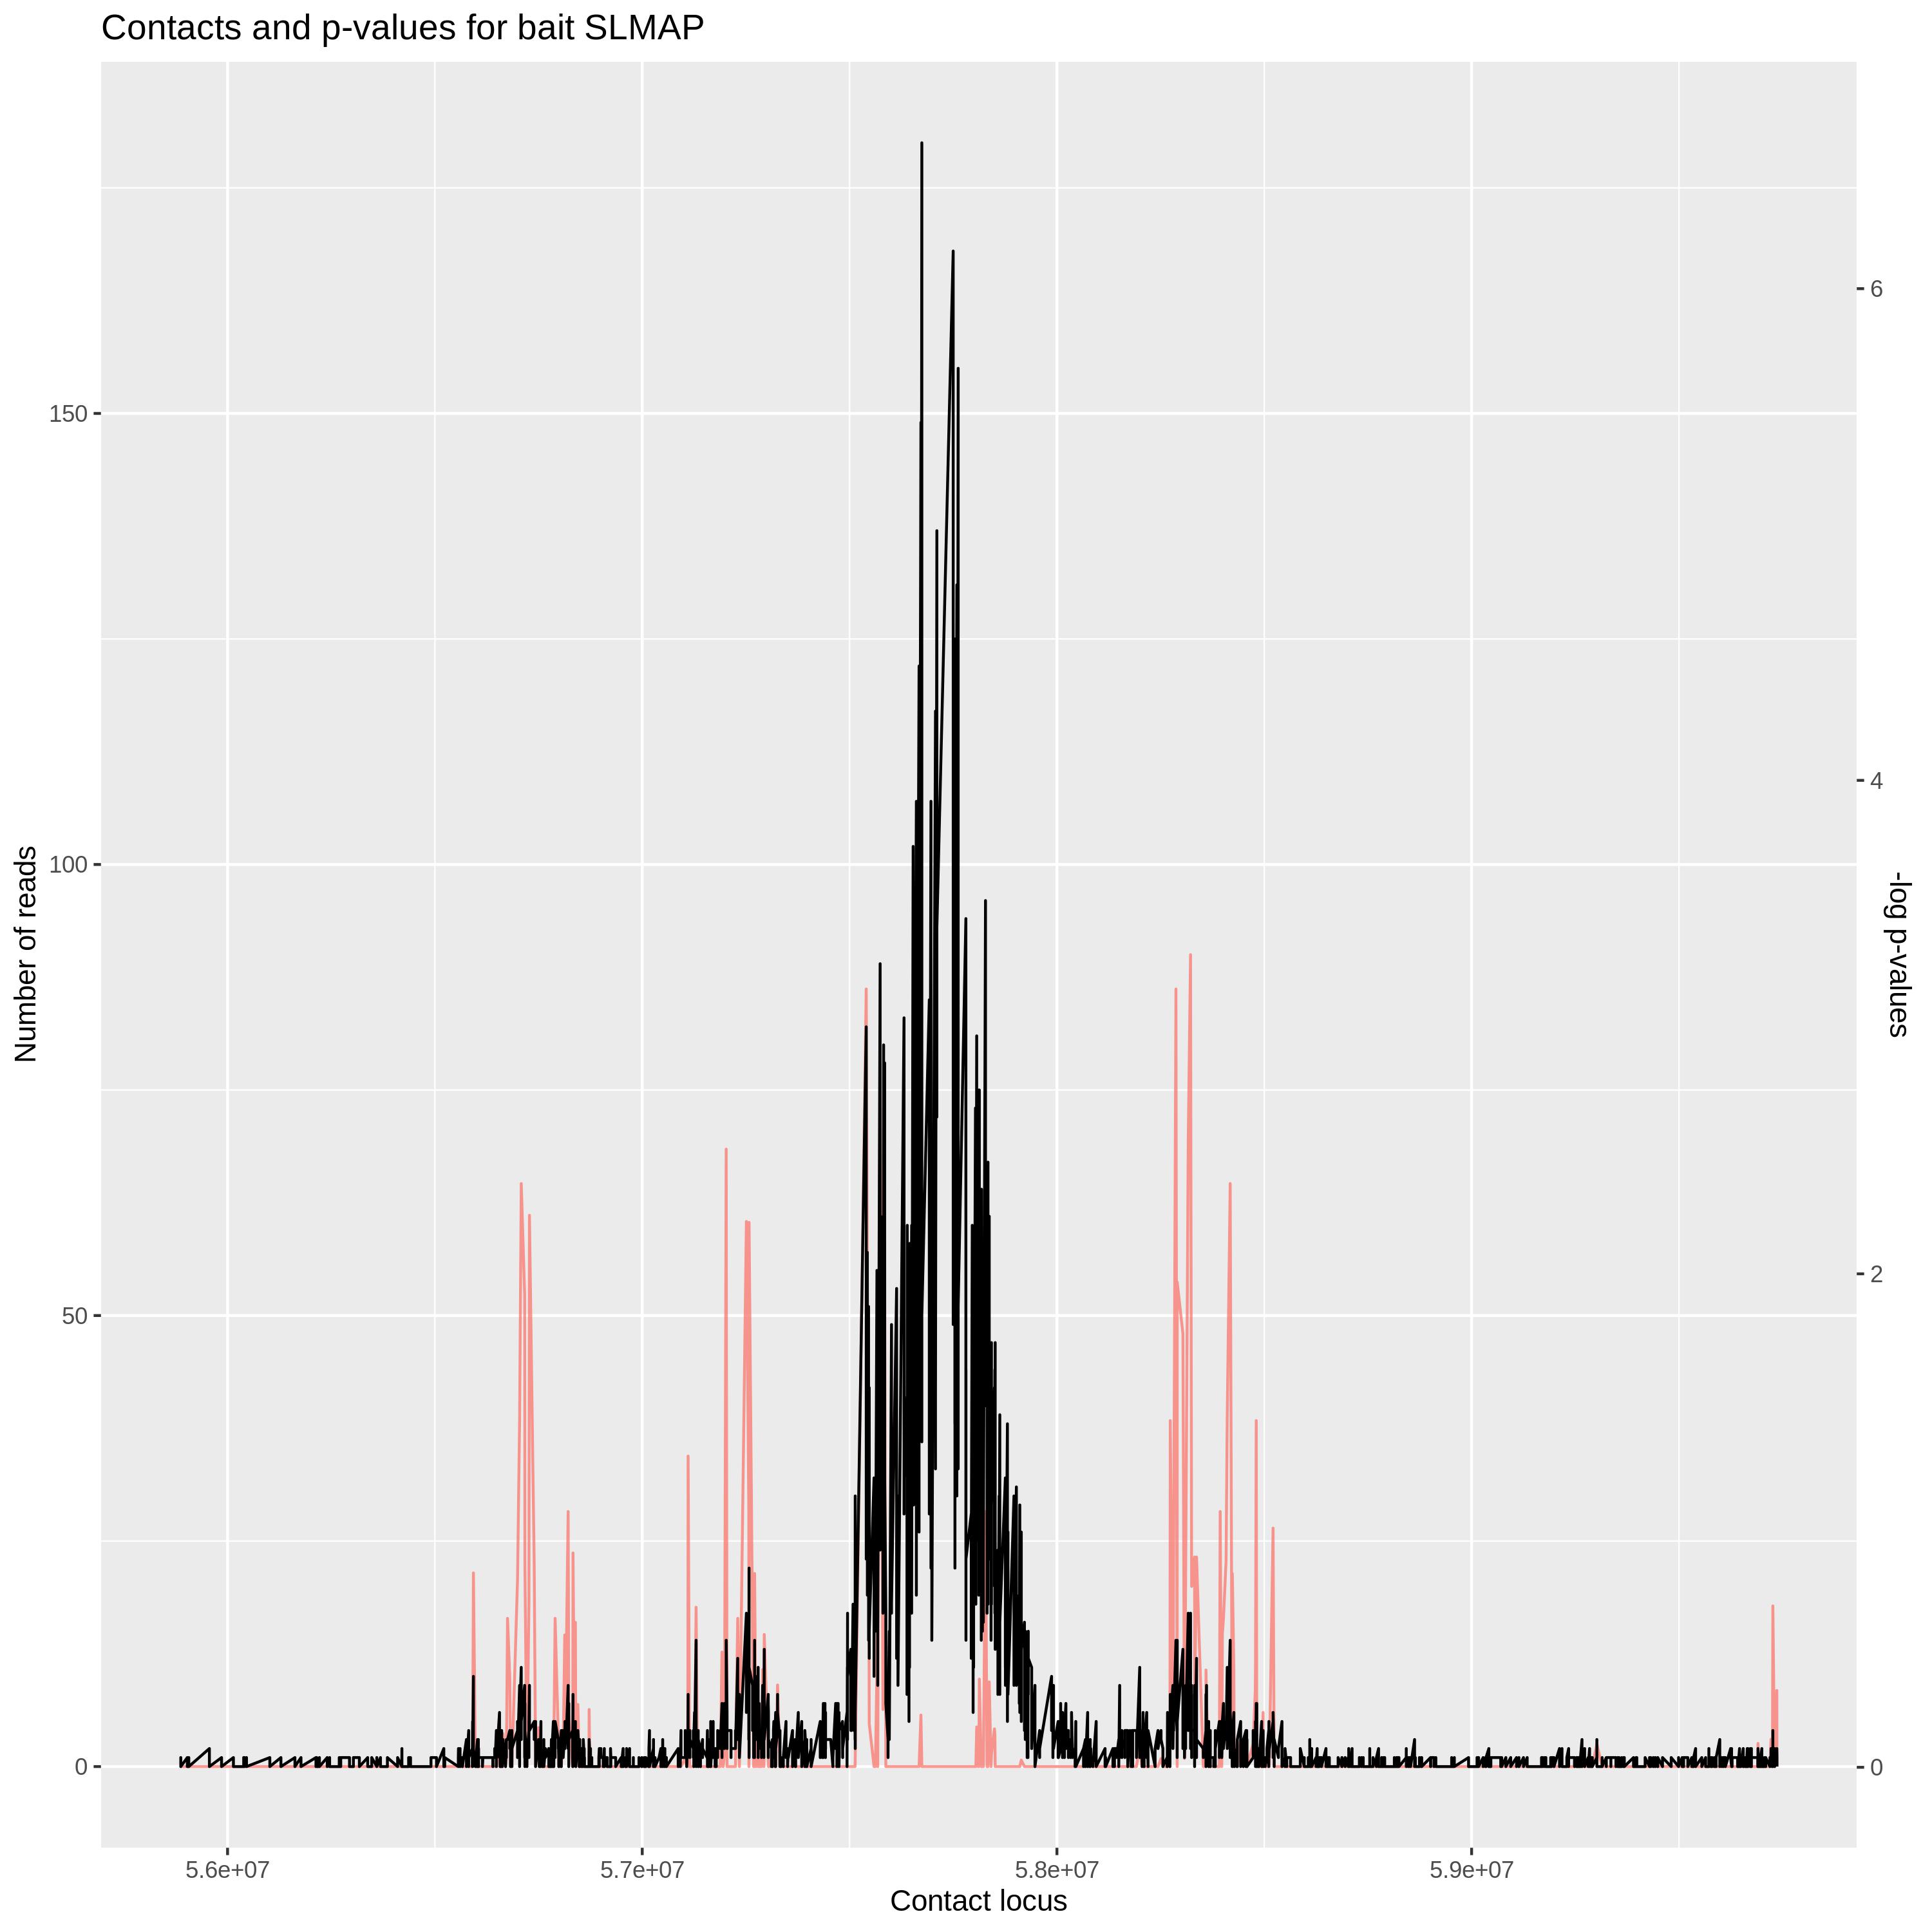 Contacts and p-values for bait SLMAP
Number of reads
150
100
50
0
6
4
2
0
-log p-values
5.6e+07 5.7e+07 5.8e+07 5.9e+07
Contact locus